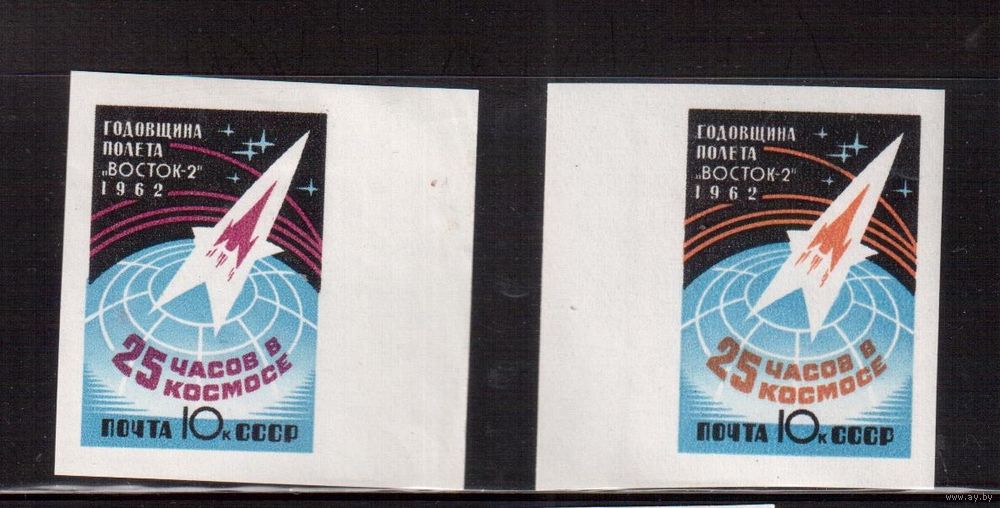 ГОДОВЩИНА
ПОЛЕТА
„ВОСТОК-2"
1962
25 ЧАСОВ В
КОСМОСЕ
ПОЧТА 10к СССР
ГОДОВЩИНА
ПОЛЕТА
„ВОСТОК-2"
1962
25 ЧАСОВ В
КОСМОСЕ
ПОЧТА 10к СССР
www.ay.by